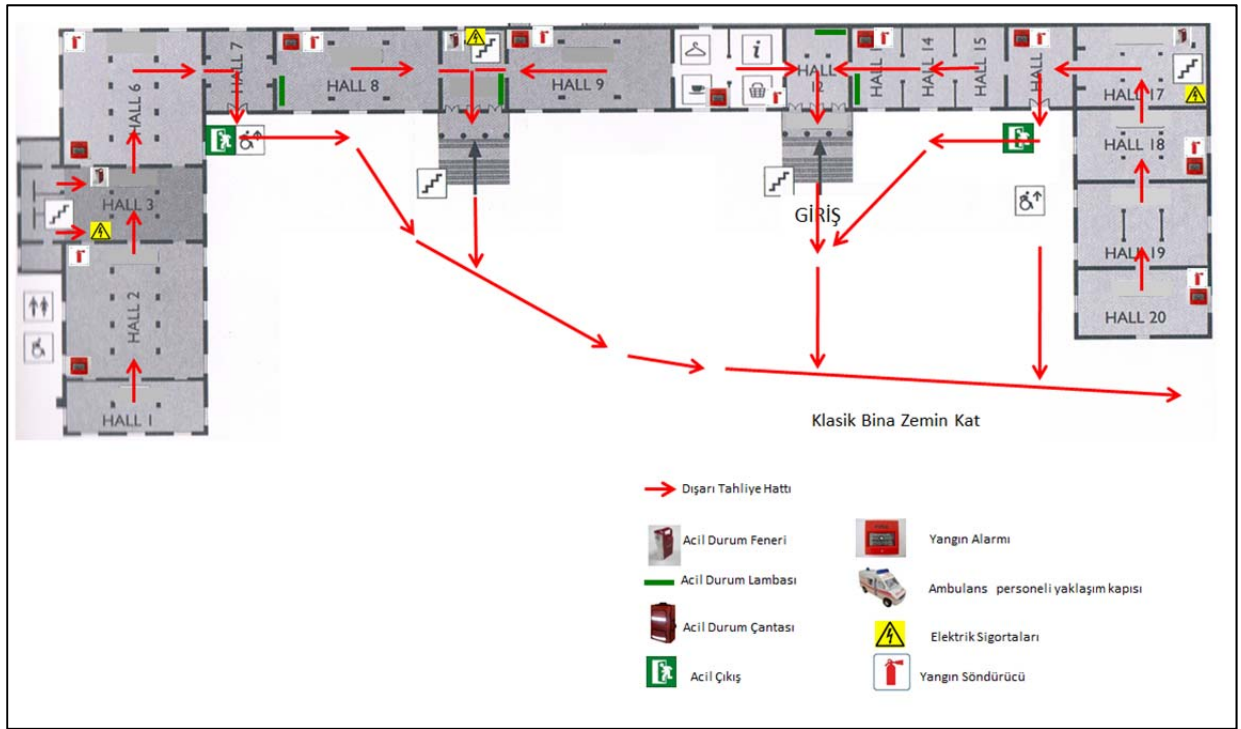 HALL 7
HALL 8
HALL 9
HALL
12
HALL 1
HALL 14
HALL 15
HALL
HALL 17
HALL 6
HALL 18
HALL 3
GİRİŞ
HALL 19
HALL 2
HALL 20
HALL 1
Klasik Bina Zemin Kat
Dışarı Tahliye Hattı
Acil Durum Feneri
Yangın Alarmı
Acil Durum Lambası
Ambulans personeli yaklaşım kapısı
Acil Durum Çantası
Elektrik Sigortaları
Acil Çıkış
Yangın Söndürücü